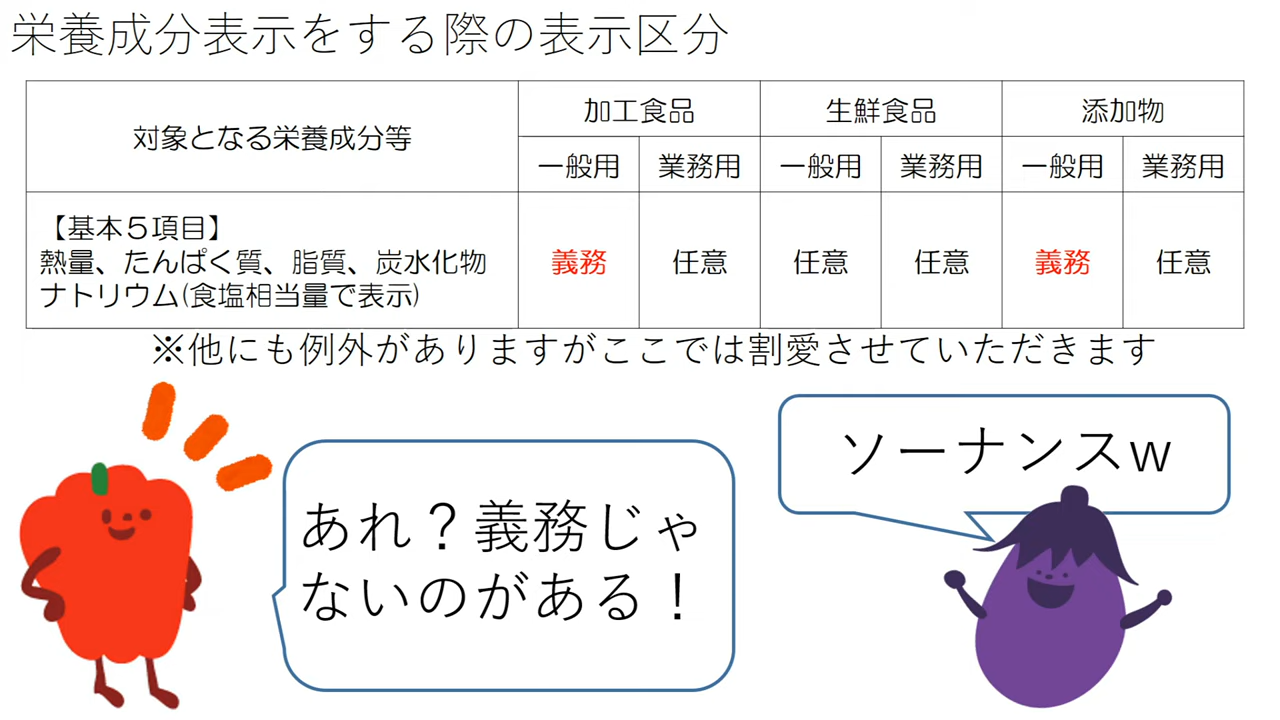 栄養成分表示をする際の表示区分
対象となる栄養成分等
加工食品
生鮮食品
添加物
一般用
業務用
一般用
業務用
一般用
業務用
【基本５項目】
熱量、たんぱく質、脂質、炭水化物
ナトリウム(食塩相当量で表示)
義務
任意
任意
任意
義務
任意
※他にも例外がありますがここでは割愛させていただきます
あれ？義務じゃ
ないのがある！
ソーナンスw